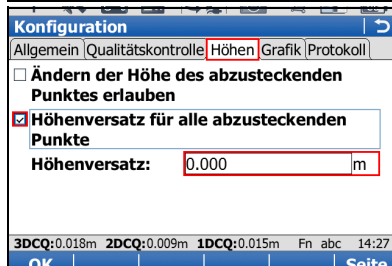 Konfiguration
Allgemein Qualitätskontrolle Höhen Grafik Protokoll
Ändern der Höhe des abzusteckenden
Punktes erlauben
Höhenversatz für alle abzusteckenden
Punkte
Höhenversatz: 0.000 m
3DCQ:0.018m 2DCQ:0.009m 1DCQ:0.015m Fn abc 14:27
OK Seite